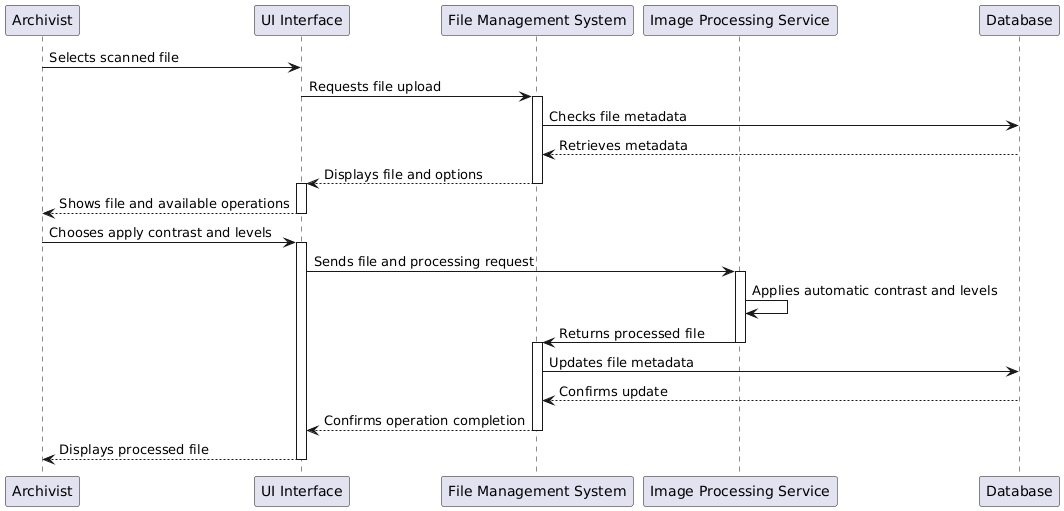 Archivist
UI Interface
File Management System
Image Processing Service
Database
Selects scanned file
Requests file upload
Checks file metadata
Retrieves metadata
Displays file and options
Shows file and available operations
Chooses apply contrast and levels
Sends file and processing request
Applies automatic contrast and levels
Returns processed file
Updates file metadata
Confirms update
Confirms operation completion
Displays processed file
Archivist
UI Interface
File Management System
Image Processing Service
Database